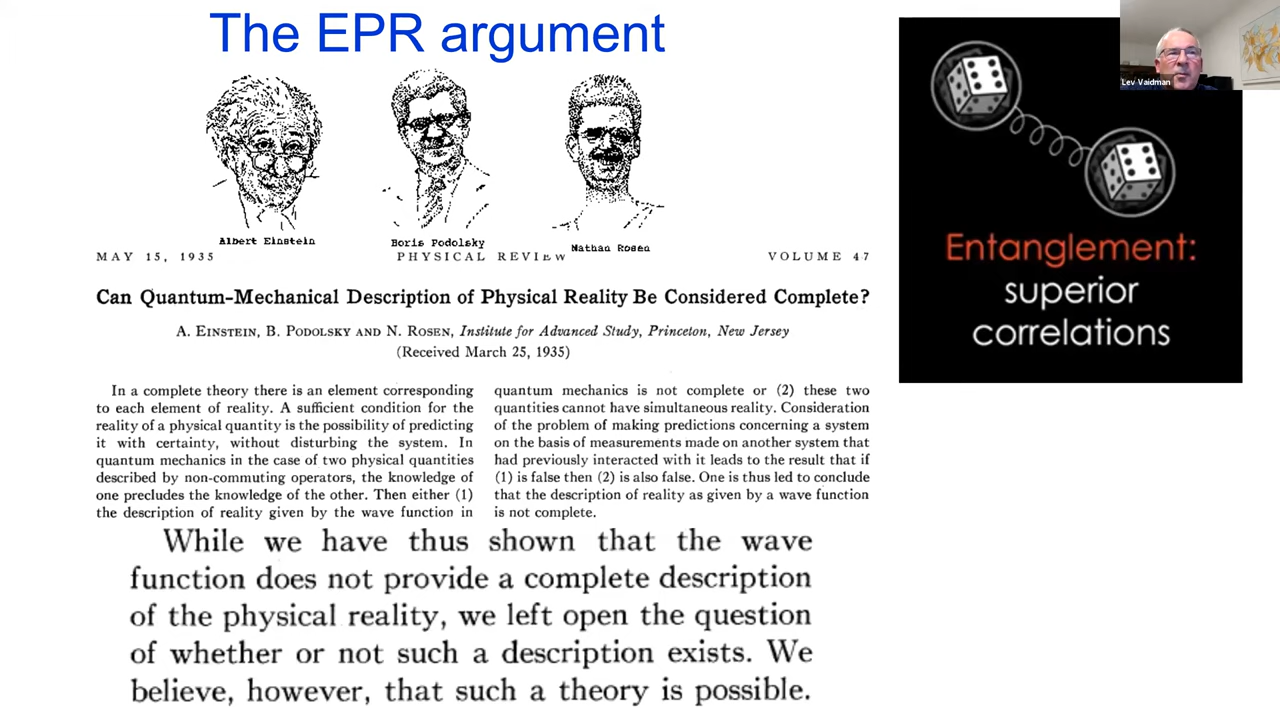 The EPR argument
Lev Vaidman
Albert Einstein
Boris Podolsky
Nathan Rosen
MAY 15, 1935 PHYSICAL REVIEW VOLUME 47
Can Quantum-Mechanical Description of Physical Reality Be Considered Complete?
A. EINSTEIN, B. PODOLSKY AND N. ROSEN, Institute for Advanced Study, Princeton, New Jersey
(Received March 25, 1935)
In a complete theory there is an element corresponding
to each element of reality. A sufficient condition for the
reality of a physical quantity is the possibility of predicting
it with certainty, without disturbing the system. In
quantum mechanics in the case of two physical quantities
described by non-commuting operators, the knowledge of
one precludes the knowledge of the other. Then either (1)
the description of reality given by the wave function in
quantum mechanics is not complete or (2) these two
quantities cannot have simultaneous reality. Consideration
of the problem of making predictions concerning a system
on the basis of measurements made on another system that
had previously interacted with it leads to the result that if
(1) is false then (2) is also false. One is thus led to conclude
that the description of reality as given by a wave function
is not complete.
While we have thus shown that the wave
function does not provide a complete description
of the physical reality, we left open the question
of whether or not such a description exists. We
believe, however, that such a theory is possible.
Entanglement:
superior
correlations